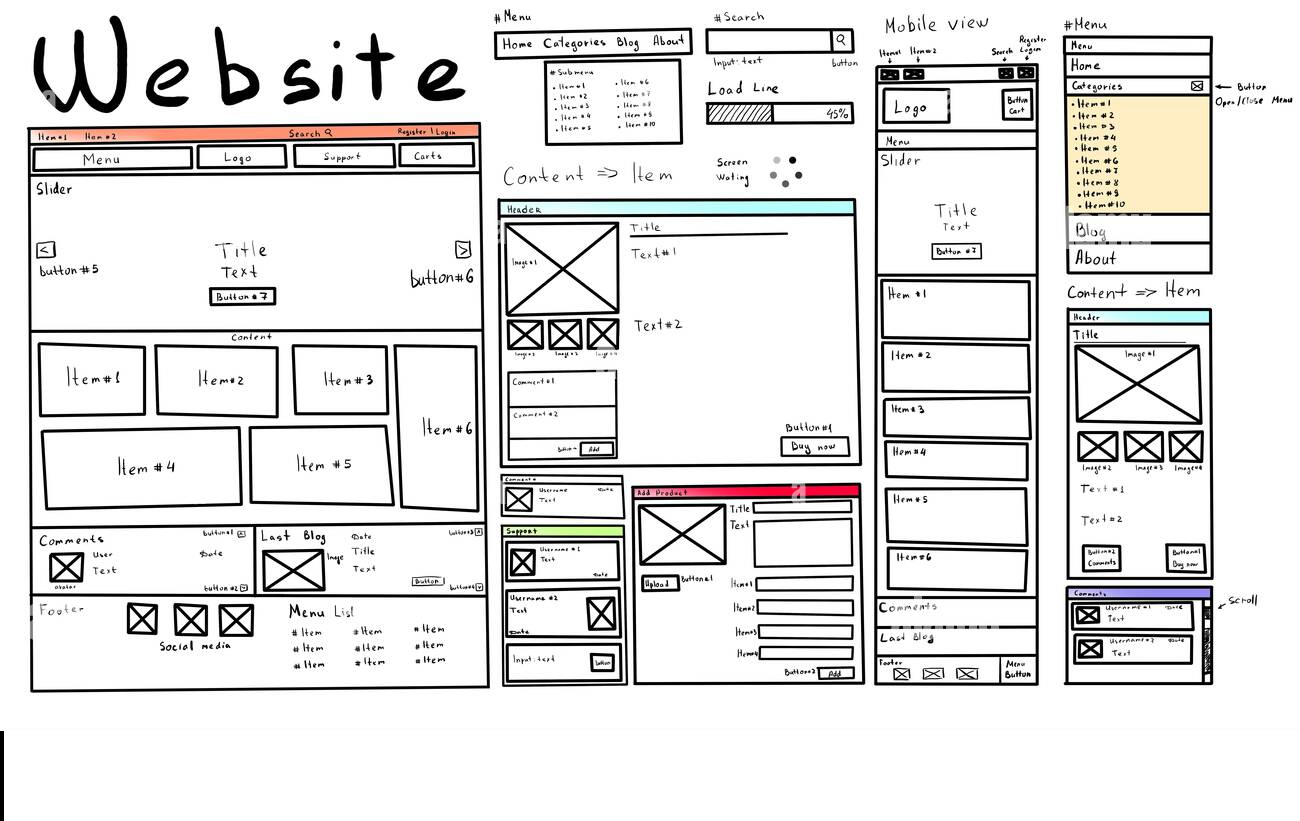 Website
Item#1 Item#2 Search Register | Login
Menu Logo Support Carts
Slider
< >
button#5 Title button#6
Text
Button#7
Content
Item#1 Item#2 Item#3
Item#6
Item#4 Item#5
Comments button#1
User Date
Text
avatar button#2
Last Blog Date button#3
Image Title
Text
Button button#4
Footer
Social media
Menu List
#Item #Item #Item
#Item #Item #Item
#Item #Item #Item
#Menu
Home Categories Blog About
#Submenu
• Item#1 • Item#6
• Item#2 • Item#7
• Item#3 • Item#8
• Item#4 • Item#9
• Item#5 • Item#10
#Search
Input: text button
Load Line
45%
Screen
Wating
Content => Item
Header
Title
Image#1
Text#1
Text#2
Image#2 Image#3 Image#4
Comment#1
Comment#2
Button Add
Button#1
Buy now
Comments
Username Date
Text
Support
Username#1
Text
Date
Username#2
Text
Date
Input: text button
Add Product
Title
Text
Upload Button#1
Item#1
Item#2
Item#3
Item#4
Button#2 Add
Mobile view
Item#1 Item#2 Search Register
Login
Logo Button
Cart
Menu
Slider
Title
Text
Button#7
Item#1
Item#2
Item#3
Item#4
Item#5
Item#6
Comments
Last Blog
Footer Menu
Button
#Menu
Menu
Home
Categories Button
Open/Close Menu
• Item#1
• Item#2
• Item#3
• Item#4
• Item#5
• Item#6
• Item#7
• Item#8
• Item#9
• Item#10
Blog
About
Content => Item
Header
Title
Image#1
Image#2 Image#3 Image#4
Text#1
Text#2
Button#2 Button#1
Comments Buy now
Comments
Username#1 Date
Text
Username#2 Date
Text
Scroll